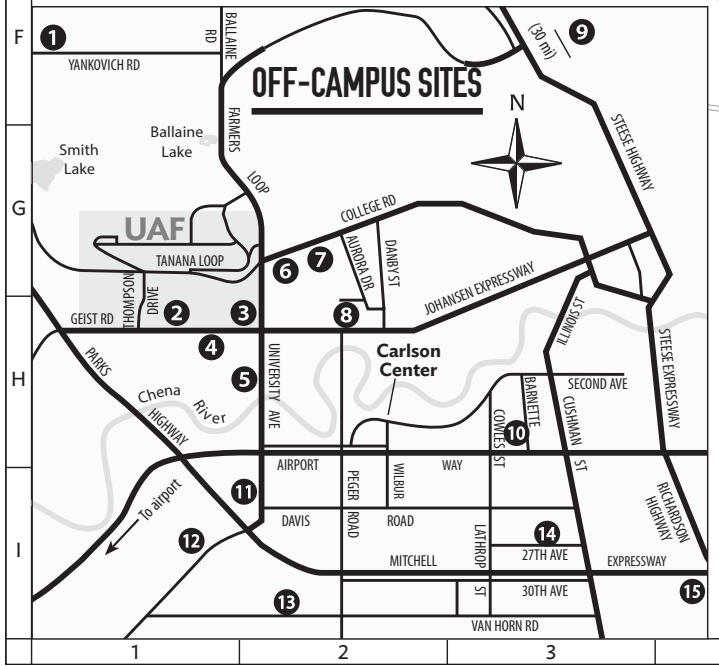 F
1
YANKOVICH RD
BALLAINE
RD
FARMERS
LOOP
OFF-CAMPUS SITES
(30 mi)
9
N
STEESE HIGHWAY
Smith
Lake
Ballaine
Lake
G
UAF
TANANA LOOP
COLLEGE RD
6
7
AURORA DR
DANBY ST
JOHANSEN EXPRESSWAY
THOMPSON
DRIVE
2
3
8
GEIST RD
4
5
H
PARKS
HIGHWAY
Chena
River
UNIVERSITY AVE
Carlson
Center
ILLINOIS ST
STEESE EXPRESSWAY
SECOND AVE
BARNETTE
COWLES ST
10
CUSHMAN
ST
AIRPORT
WAY
PEGER
ROAD
WILBUR
RICHARDSON
HIGHWAY
11
To airport
DAVIS
ROAD
LATHROP
ST
14
27TH AVE
I
12
MITCHELL
EXPRESSWAY
13
30TH AVE
15
VAN HORN RD
1
2
3